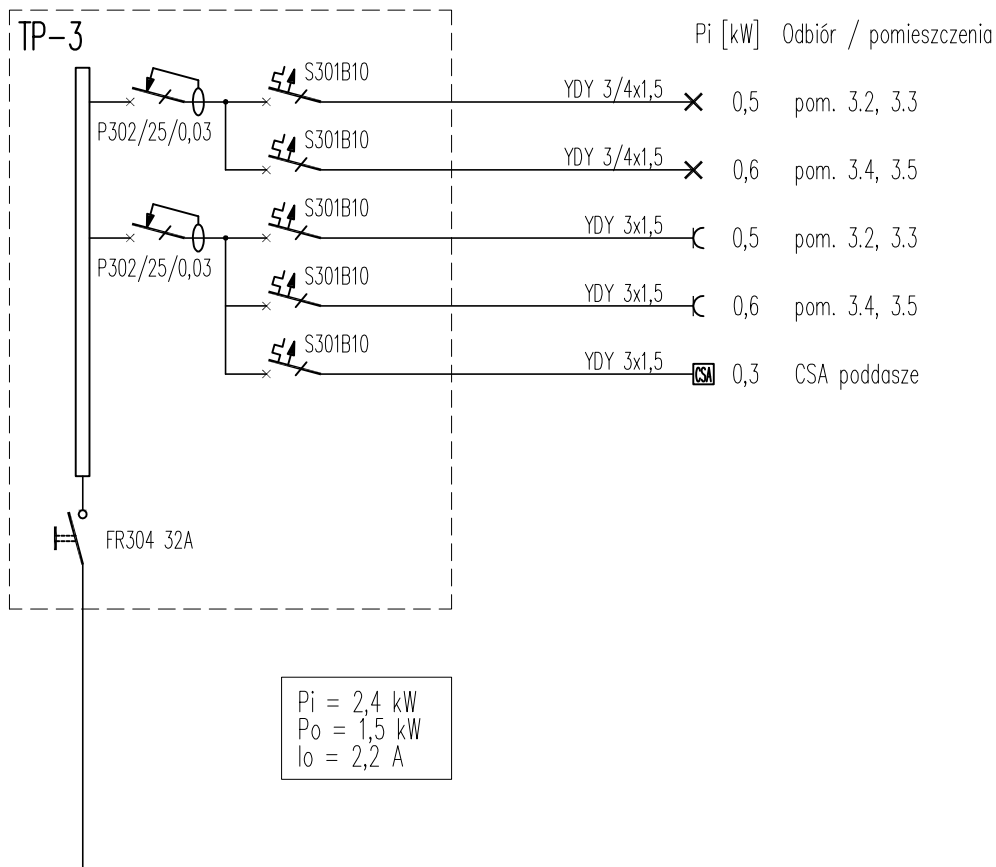 TP-3
Pi [kW] Odbiór / pomieszczenia
S301B10
YDY 3/4x1,5
0,5 pom. 3.2, 3.3
P302/25/0,03
S301B10
YDY 3/4x1,5
0,6 pom. 3.4, 3.5
S301B10
YDY 3x1,5
0,5 pom. 3.2, 3.3
P302/25/0,03
S301B10
YDY 3x1,5
0,6 pom. 3.4, 3.5
S301B10
YDY 3x1,5
CSA 0,3 CSA poddasze
FR304 32A
Pi = 2,4 kW
Po = 1,5 kW
Io = 2,2 A